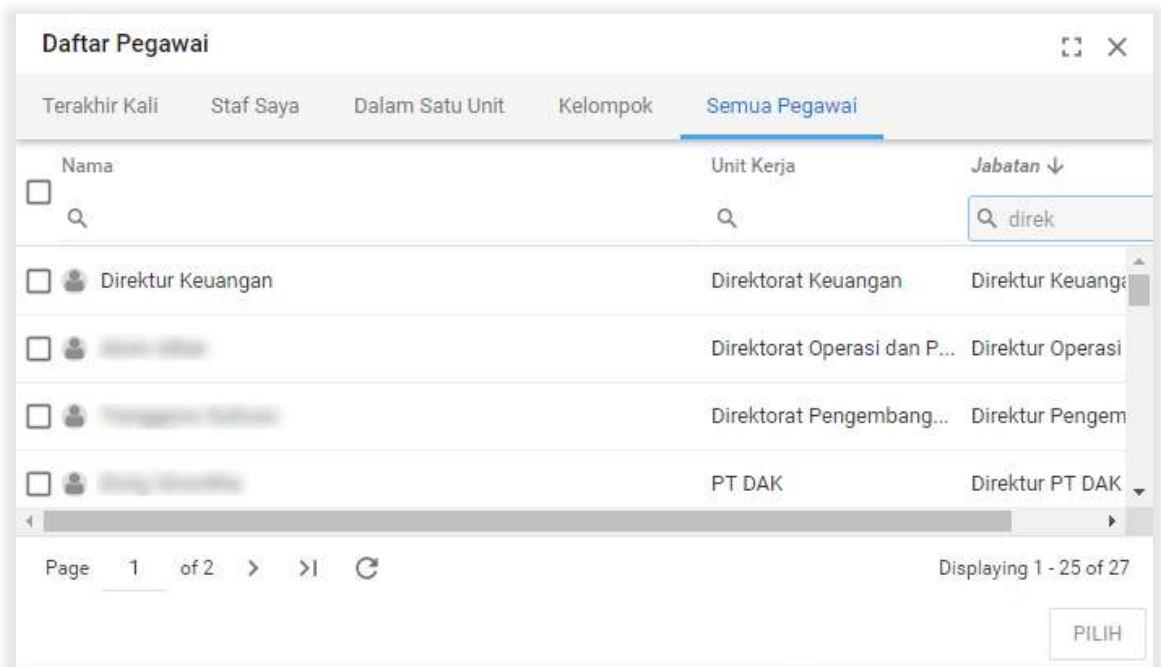 Daftar Pegawai
Terakhir Kali Staf Saya Dalam Satu Unit Kelompok Semua Pegawai
Nama Unit Kerja Jabatan
direk
Direktur Keuangan Direktorat Keuangan Direktur Keuanga
Direktorat Operasi dan P... Direktur Operasi
Direktorat Pengembang... Direktur Pengem
PT DAK Direktur PT DAK
Page 1 of 2 Displaying 1 - 25 of 27
PILIH